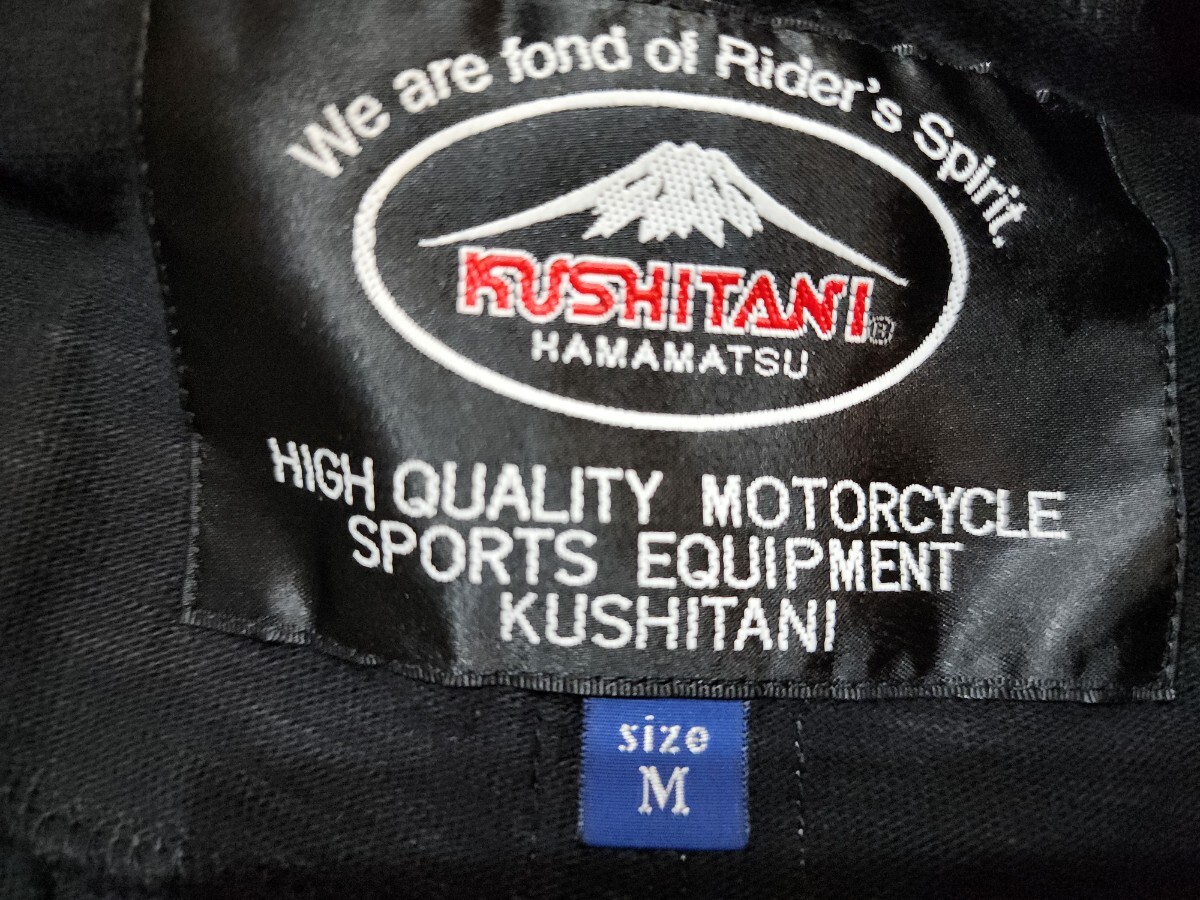 We are fond of Rider's Spirit.
KUSHITANI®
HAMAMATSU
HIGH QUALITY MOTORCYCLE
SPORTS EQUIPMENT
KUSHITANI
size
M